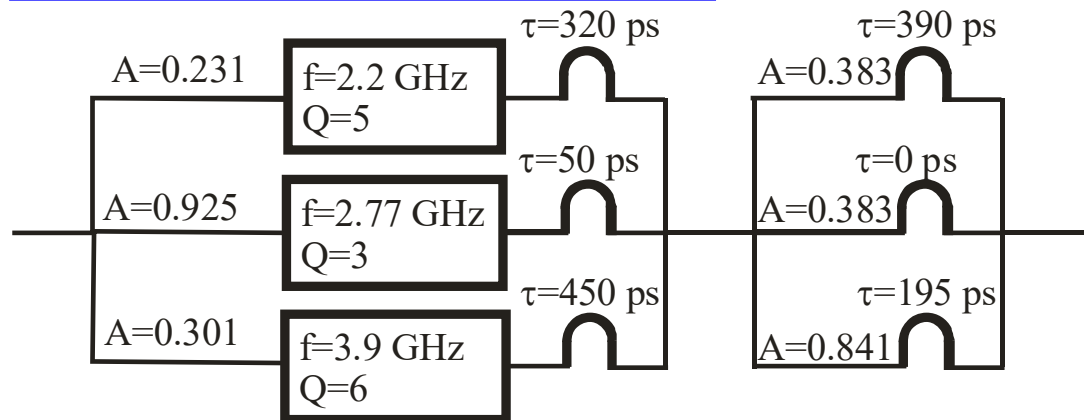 τ=320 ps
τ=390 ps
A=0.231
f=2.2 GHz
Q=5
A=0.383
τ=50 ps
τ=0 ps
A=0.925
f=2.77 GHz
Q=3
A=0.383
τ=450 ps
τ=195 ps
A=0.301
f=3.9 GHz
Q=6
A=0.841